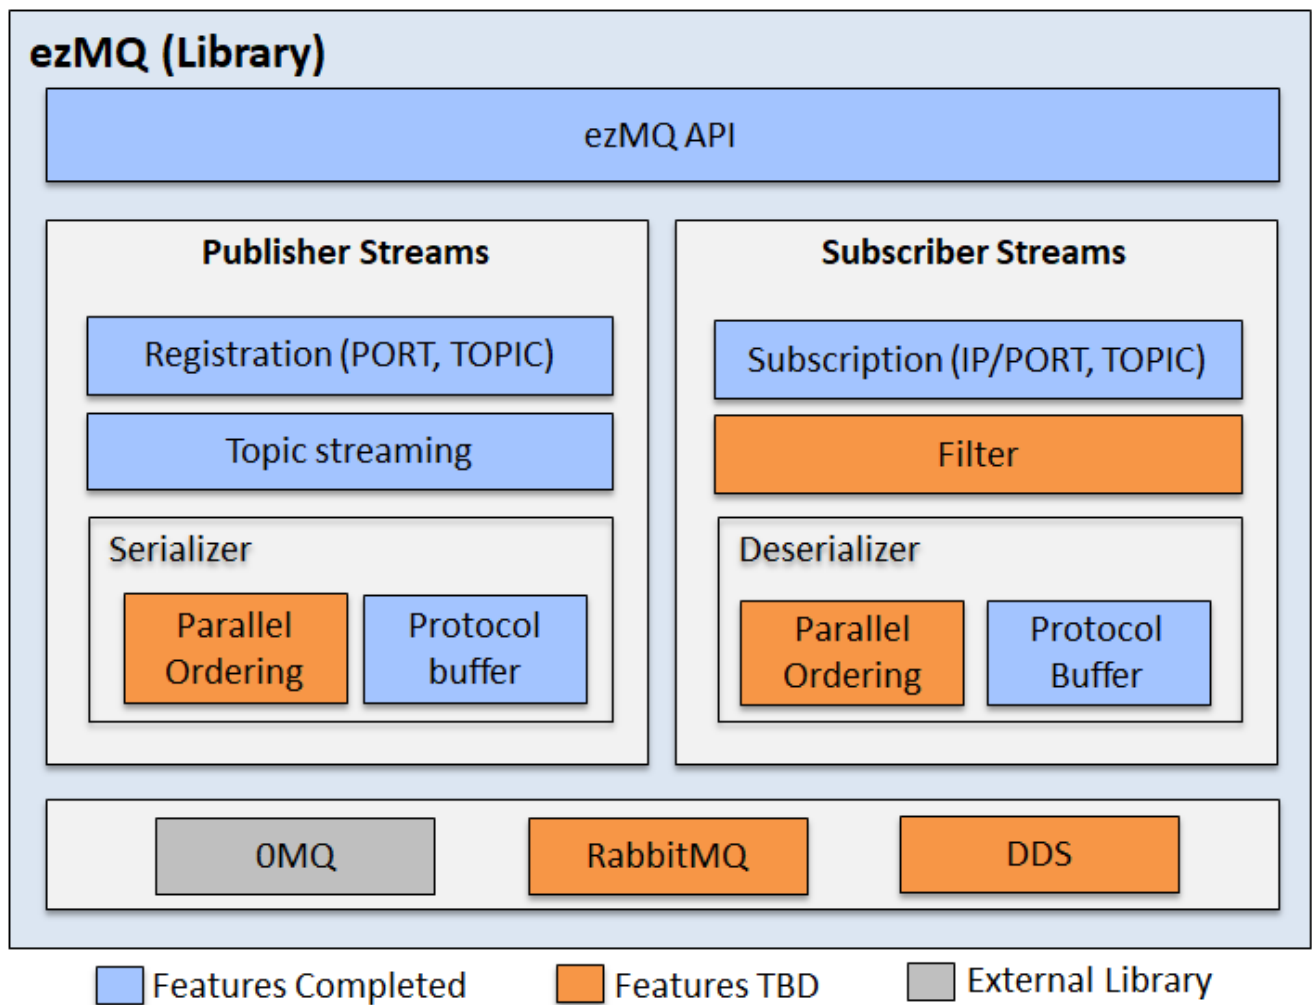 ezMQ (Library)
ezMQ API
Publisher Streams
Registration (PORT, TOPIC)
Topic streaming
Serializer
Parallel
Ordering
Protocol
buffer
Subscriber Streams
Subscription (IP/PORT, TOPIC)
Filter
Deserializer
Parallel
Ordering
Protocol
Buffer
0MQ
RabbitMQ
DDS
Features Completed
Features TBD
External Library